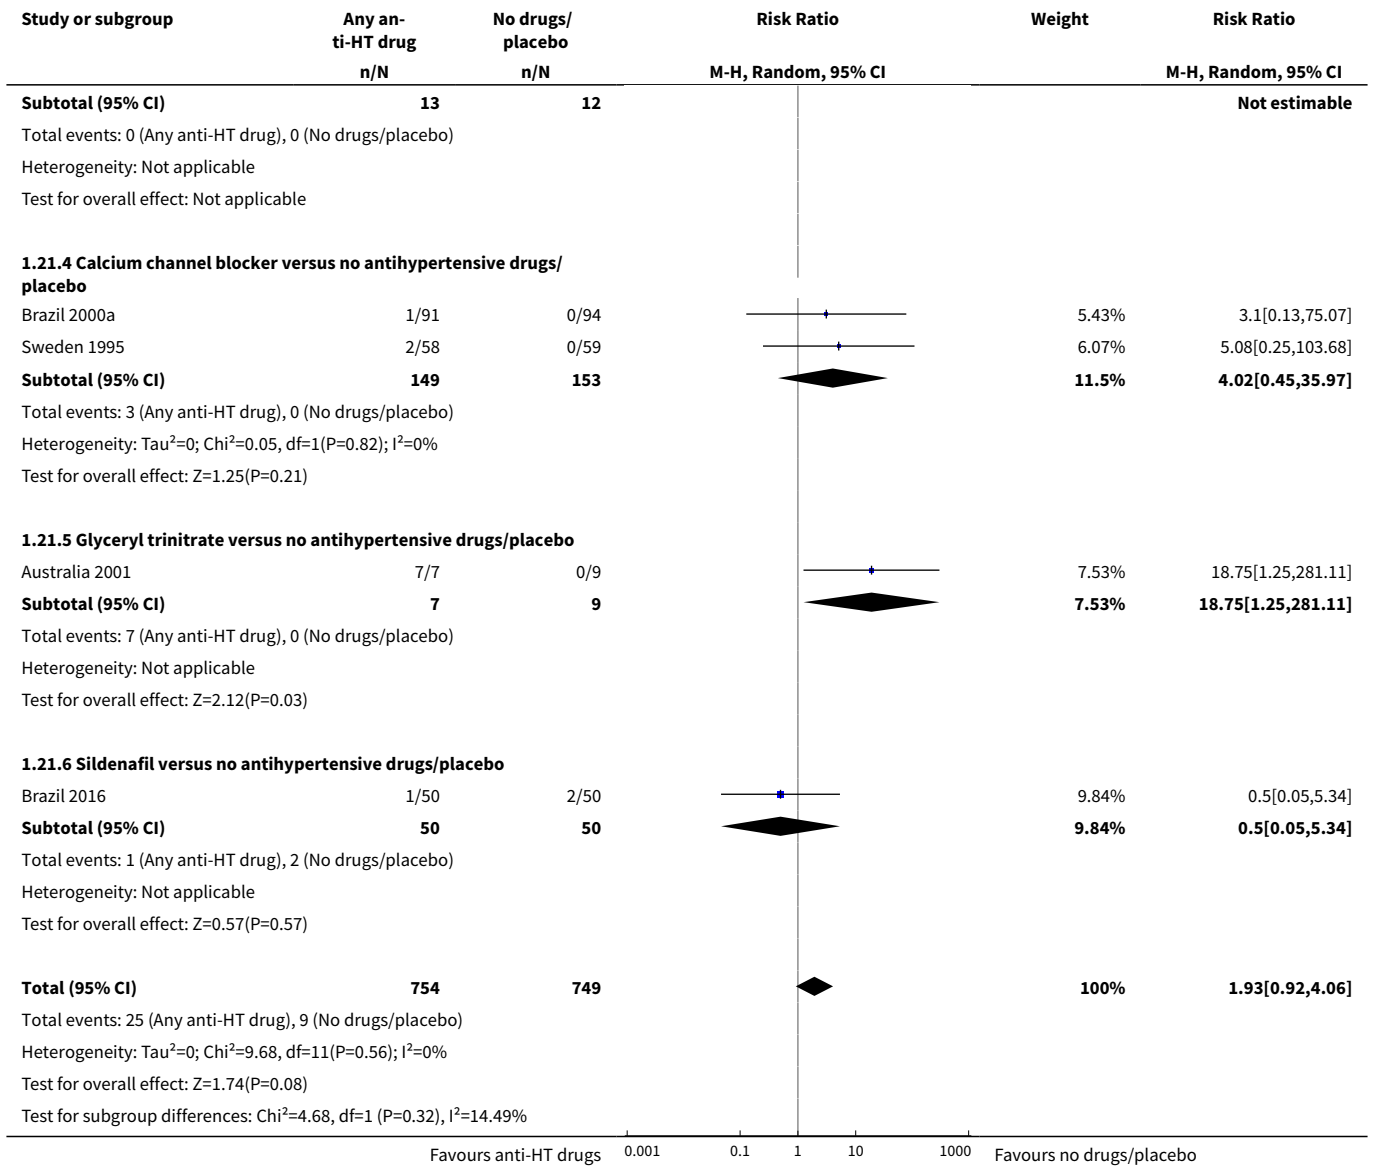 Study or subgroup Any an- No drugs/ Risk Ratio Weight Risk Ratio
ti-HT drug placebo
n/N n/N M-H, Random, 95% CI M-H, Random, 95% CI
Subtotal (95% CI) 13 12 Not estimable
Total events: 0 (Any anti-HT drug), 0 (No drugs/placebo)
Heterogeneity: Not applicable
Test for overall effect: Not applicable
1.21.4 Calcium channel blocker versus no antihypertensive drugs/
placebo
Brazil 2000a 1/91 0/94 5.43% 3.1[0.13,75.07]
Sweden 1995 2/58 0/59 6.07% 5.08[0.25,103.68]
Subtotal (95% CI) 149 153 11.5% 4.02[0.45,35.97]
Total events: 3 (Any anti-HT drug), 0 (No drugs/placebo)
Heterogeneity: Tau²=0; Chi²=0.05, df=1(P=0.82); I²=0%
Test for overall effect: Z=1.25(P=0.21)
1.21.5 Glyceryl trinitrate versus no antihypertensive drugs/placebo
Australia 2001 7/7 0/9 7.53% 18.75[1.25,281.11]
Subtotal (95% CI) 7 9 7.53% 18.75[1.25,281.11]
Total events: 7 (Any anti-HT drug), 0 (No drugs/placebo)
Heterogeneity: Not applicable
Test for overall effect: Z=2.12(P=0.03)
1.21.6 Sildenafil versus no antihypertensive drugs/placebo
Brazil 2016 1/50 2/50 9.84% 0.5[0.05,5.34]
Subtotal (95% CI) 50 50 9.84% 0.5[0.05,5.34]
Total events: 1 (Any anti-HT drug), 2 (No drugs/placebo)
Heterogeneity: Not applicable
Test for overall effect: Z=0.57(P=0.57)
Total (95% CI) 754 749 100% 1.93[0.92,4.06]
Total events: 25 (Any anti-HT drug), 9 (No drugs/placebo)
Heterogeneity: Tau²=0; Chi²=9.68, df=11(P=0.56); I²=0%
Test for overall effect: Z=1.74(P=0.08)
Test for subgroup differences: Chi²=4.68, df=1 (P=0.32), I²=14.49%
Favours anti-HT drugs 0.001 0.1 1 10 1000 Favours no drugs/placebo